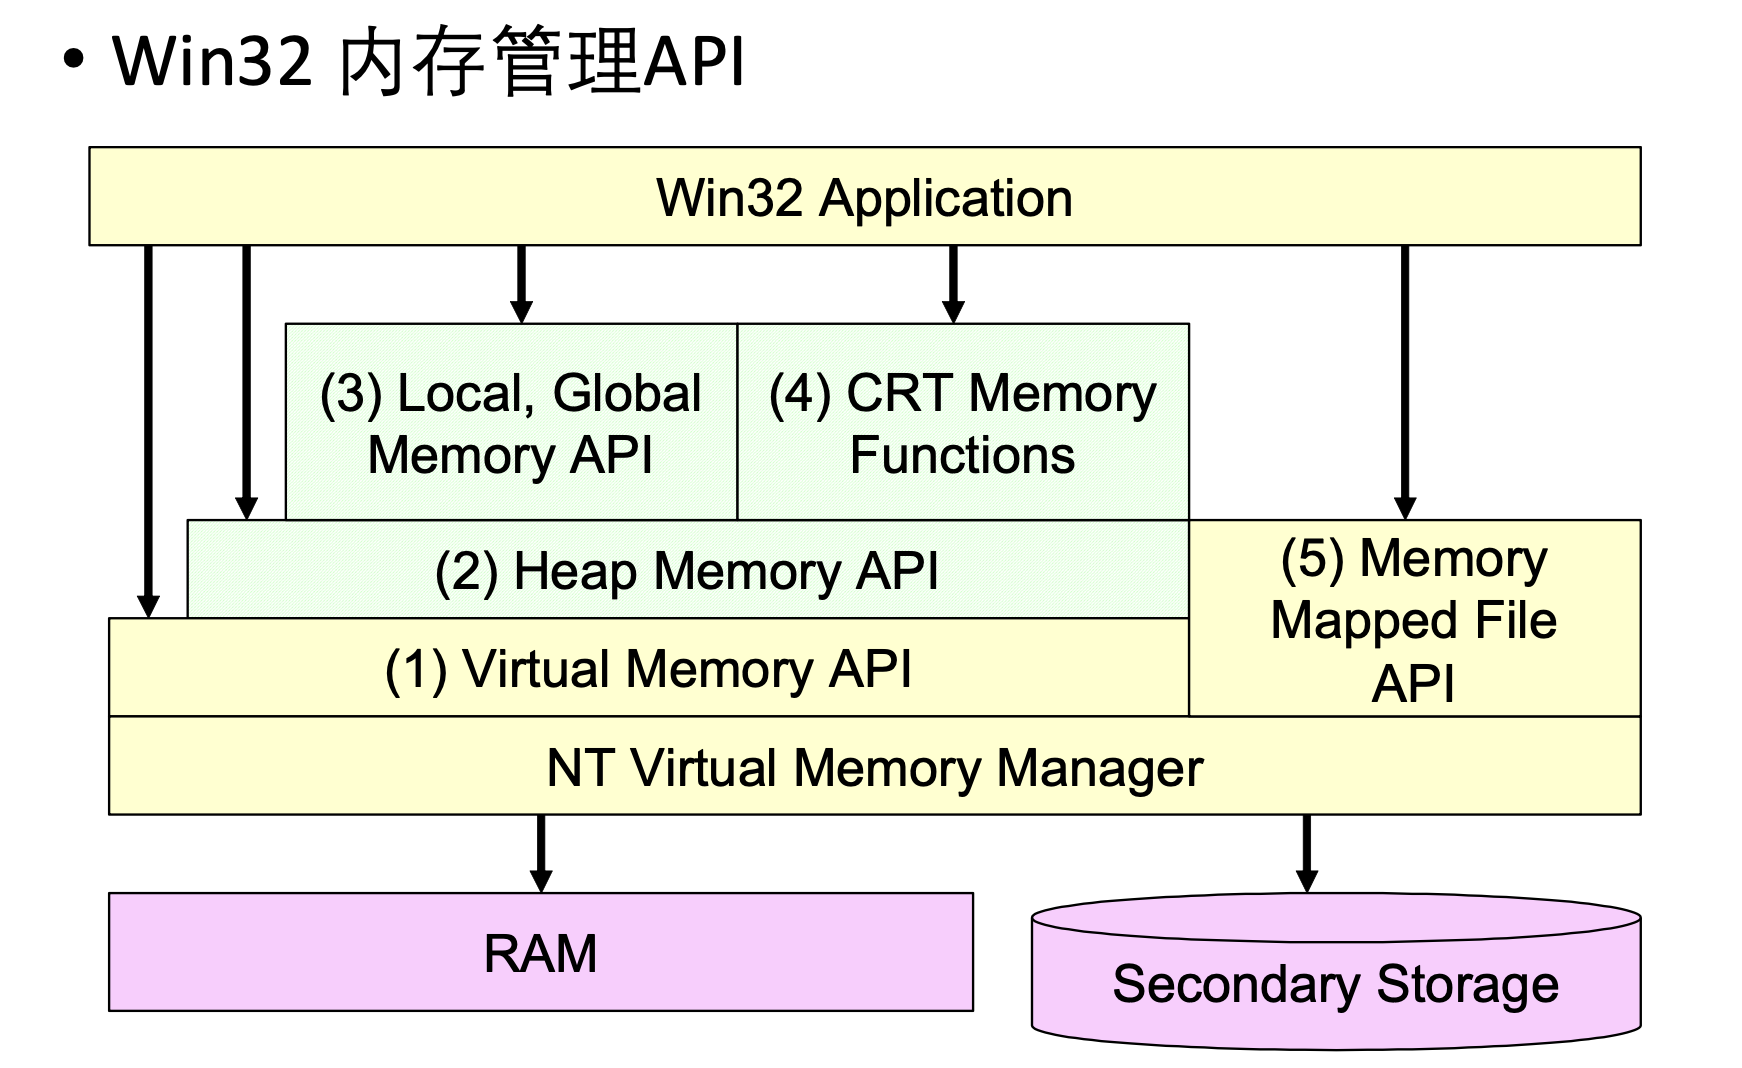 • Win32 内存管理API
Win32 Application
(3) Local, Global
Memory API
(4) CRT Memory
Functions
(2) Heap Memory API
(5) Memory
Mapped File
API
(1) Virtual Memory API
NT Virtual Memory Manager
RAM
Secondary Storage